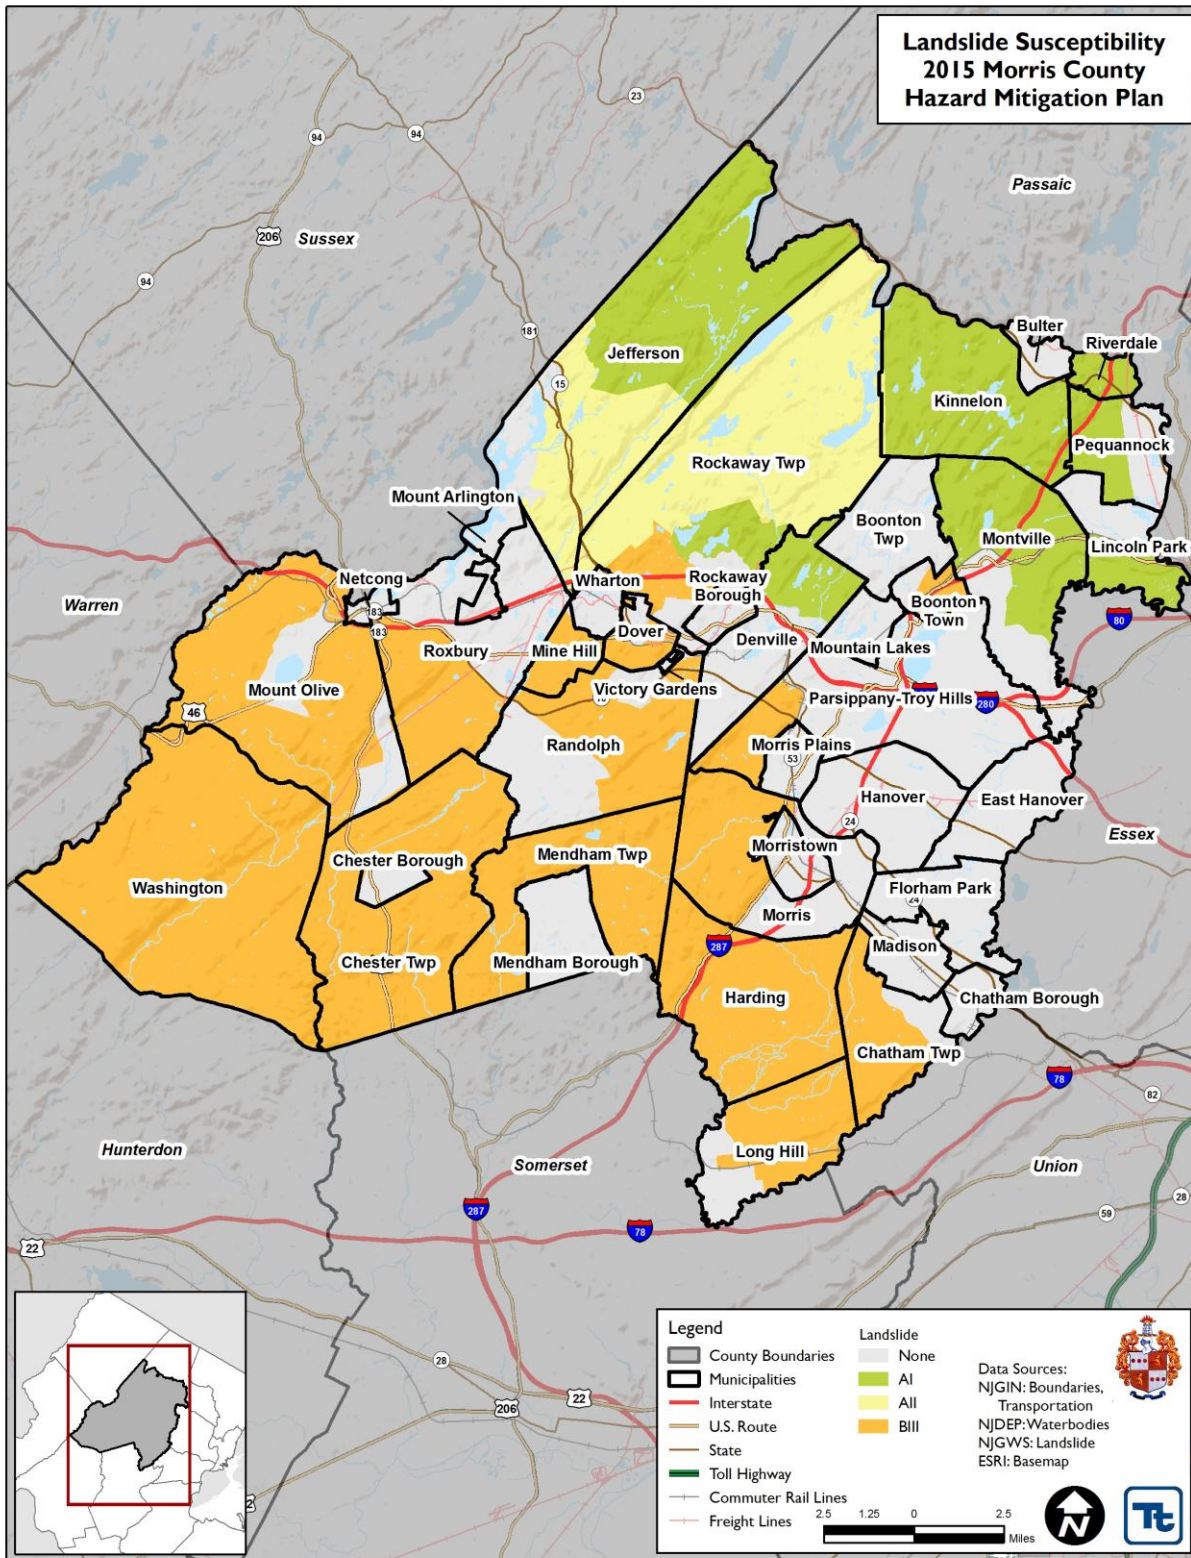 Landslide Susceptibility
2015 Morris County
Hazard Mitigation Plan
23
94
94
Passaic
206
Sussex
94
181
Bulter
Riverdale
Jefferson
15
Kinnelon
Pequannock
Rockaway Twp
Mount Arlington
Boonton
Twp
Montville
Lincoln Park
Netcong
Wharton
Rockaway
Borough
Warren
183
183
Boonton
Town
80
Dover
Denville
Roxbury
Mine Hill
Mountain Lakes
Mount Olive
Victory Gardens
Parsippany-Troy Hills
280
46
Randolph
Morris Plains
53
Hanover
East Hanover
24
Essex
Morristown
Mendham Twp
Chester Borough
Washington
Florham Park
24
Morris
Madison
287
Chester Twp
Mendham Borough
Harding
Chatham Borough
Chatham Twp
78
82
Hunterdon
Somerset
Long Hill
Union
287
78
59
28
22
28
22
206
Legend
County Boundaries
Municipalities
Interstate
U.S. Route
State
Toll Highway
Commuter Rail Lines
Freight Lines
Landslide
None
AI
AII
BIII
Data Sources:
NJGIN: Boundaries,
Transportation
NJDEP: Waterbodies
NJGWS: Landslide
ESRI: Basemap
2.5 1.25 0 2.5
Miles
N
Tt